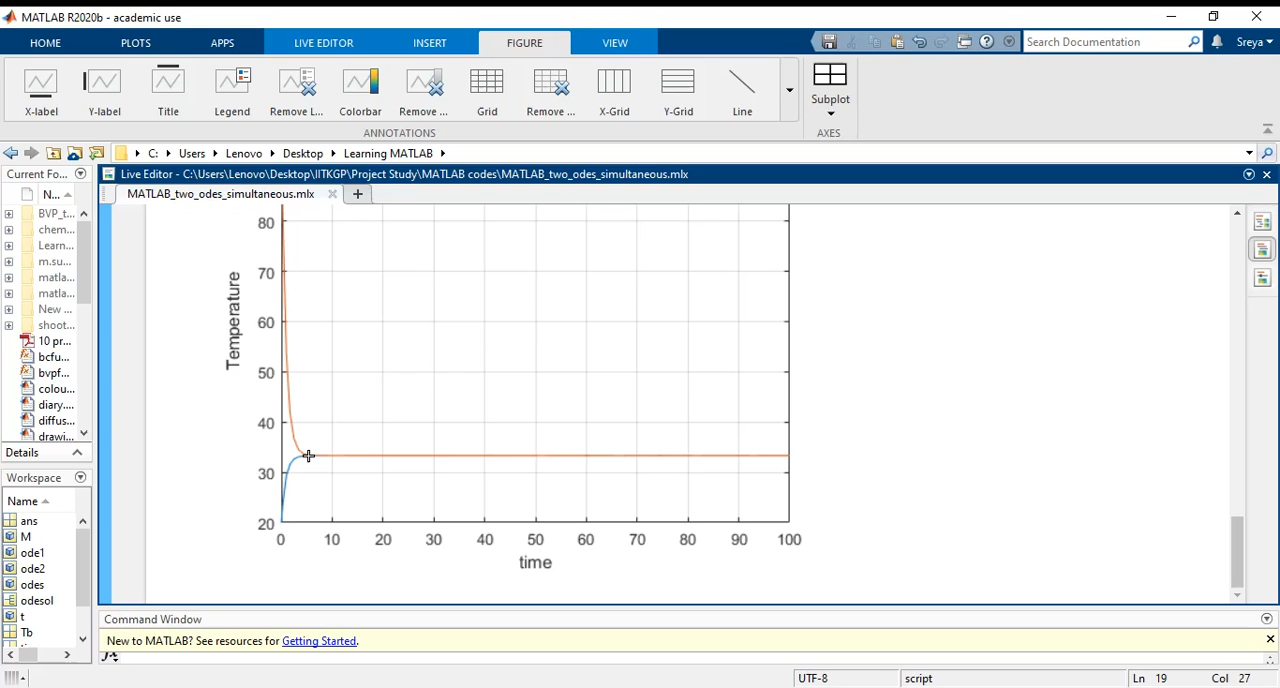 MATLAB R2020b - academic use
HOME PLOTS APPS LIVE EDITOR INSERT FIGURE VIEW Search Documentation Sreya
X-label Y-label Title Legend Remove L... Colorbar Remove ... Grid Remove ... X-Grid Y-Grid Line Subplot
ANNOTATIONS AXES
C: Users Lenovo Desktop Learning MATLAB
Current Fo...
Live Editor - C:\Users\Lenovo\Desktop\IITKGP\Project Study\MATLAB codes\MATLAB_two_odes_simultaneous.mlx
N...
MATLAB_two_odes_simultaneous.mlx
BVP_t...
chem...
Learn...
m.su...
matla...
matla...
New ...
shoot...
10 pr...
bcfu...
bvpf...
colou...
diary....
diffus...
drawi...
Details
Workspace
Name
ans
M
ode1
ode2
odes
odesol
t
Tb
80
70
60
50
40
30
20
Temperature
0 10 20 30 40 50 60 70 80 90 100
time
Command Window
New to MATLAB? See resources for Getting Started.
UTF-8 script Ln 19 Col 27